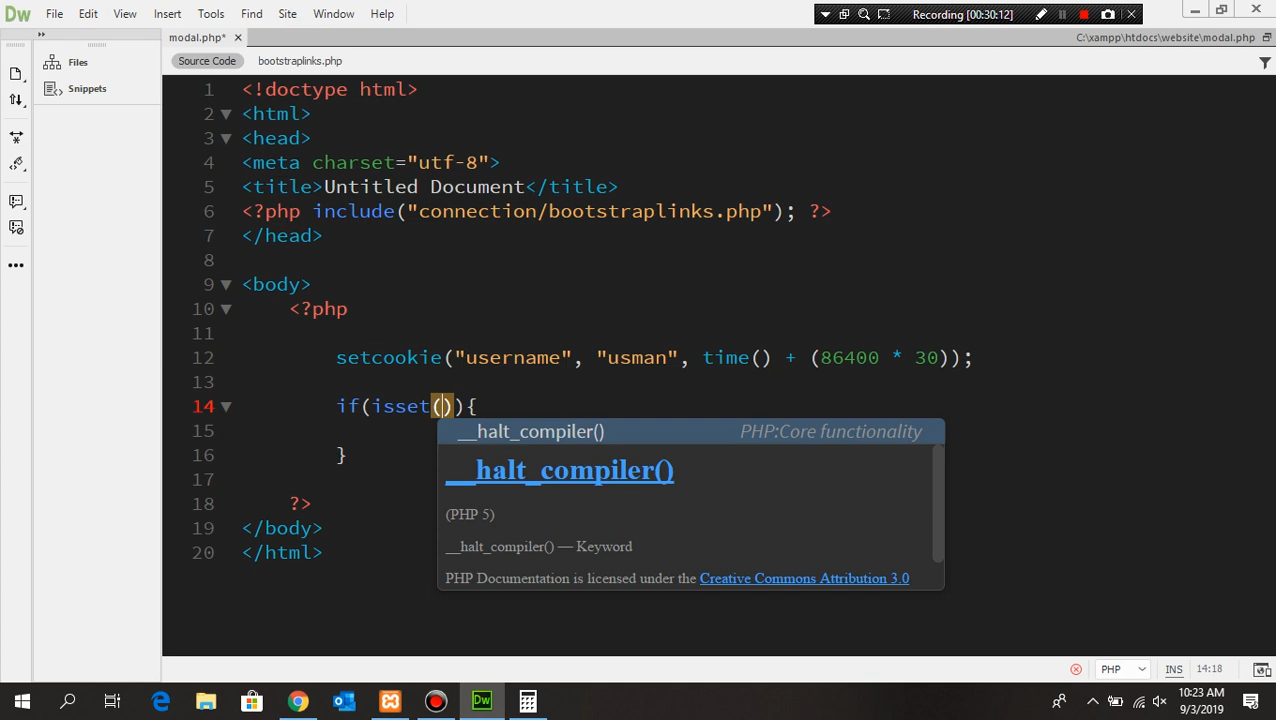 Dw File Edit View Insert Tools Find Site Window Help
Recording [00:30:12]
modal.php*
C:\xampp\htdocs\website\modal.php
Files
Snippets
Source Code bootstraplinks.php
1 <!doctype html>
2 <html>
3 <head>
4 <meta charset="utf-8">
5 <title>Untitled Document</title>
6 <?php include("connection/bootstraplinks.php"); ?>
7 </head>
8
9 <body>
10 <?php
11
12 setcookie("username", "usman", time() + (86400 * 30));
13
14 if(isset()){
15
16 }
17
18 ?>
19 </body>
20 </html>
__halt_compiler() PHP:Core functionality
__halt_compiler()
(PHP 5)
__halt_compiler() — Keyword
PHP Documentation is licensed under the Creative Commons Attribution 3.0
PHP INS 14:18
Dw
10:23 AM
9/3/2019